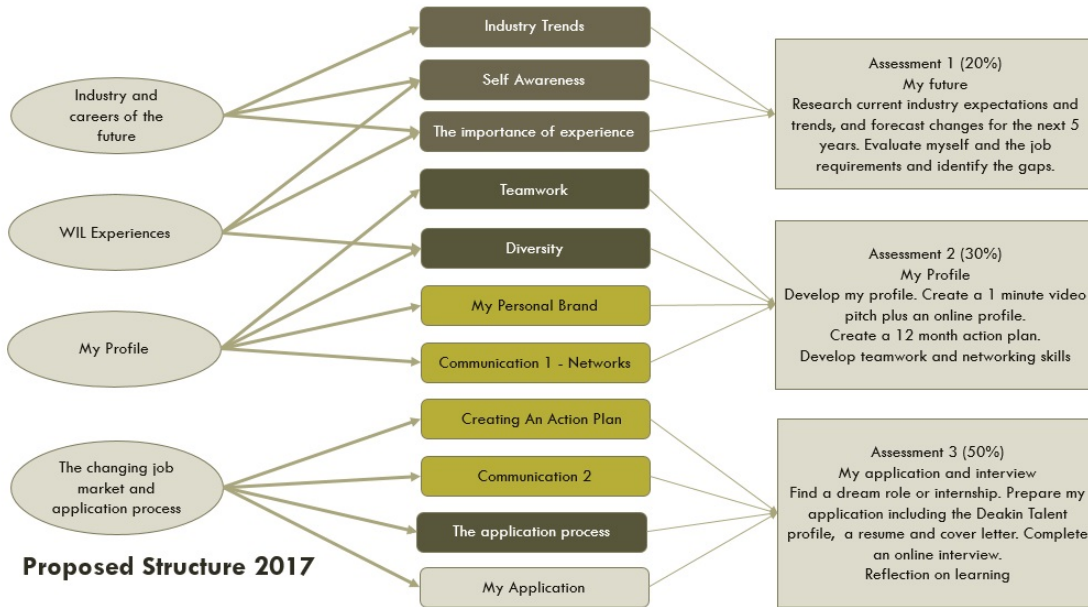 Industry and
careers of the
future
WIL Experiences
My Profile
The changing job
market and
application process
Proposed Structure 2017
Industry Trends
Self Awareness
The importance of experience
Teamwork
Diversity
My Personal Brand
Communication 1 - Networks
Creating An Action Plan
Communication 2
The application process
My Application
Assessment 1 (20%)
My future
Research current industry expectations and
trends, and forecast changes for the next 5
years. Evaluate myself and the job
requirements and identify the gaps.
Assessment 2 (30%)
My Profile
Develop my profile. Create a 1 minute video
pitch plus an online profile.
Create a 12 month action plan.
Develop teamwork and networking skills
Assessment 3 (50%)
My application and interview
Find a dream role or internship. Prepare my
application including the Deakin Talent
profile, a resume and cover letter. Complete
an online interview.
Reflection on learning